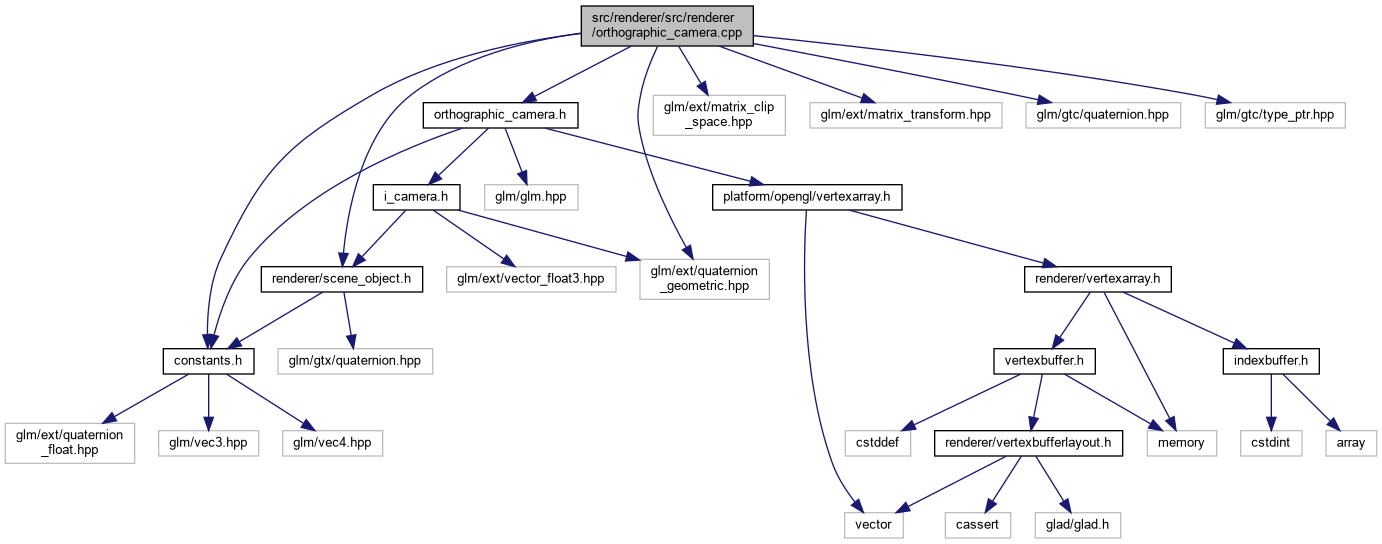 src/renderer/src/renderer
/orthographic_camera.cpp
orthographic_camera.h
glm/ext/matrix_clip
_space.hpp
glm/ext/matrix_transform.hpp
glm/gtc/quaternion.hpp
glm/gtc/type_ptr.hpp
i_camera.h
glm/glm.hpp
platform/opengl/vertexarray.h
renderer/scene_object.h
glm/ext/vector_float3.hpp
glm/ext/quaternion
_geometric.hpp
renderer/vertexarray.h
constants.h
glm/gtx/quaternion.hpp
vertexbuffer.h
indexbuffer.h
glm/ext/quaternion
_float.hpp
glm/vec3.hpp
glm/vec4.hpp
cstddef
renderer/vertexbufferlayout.h
memory
cstdint
array
vector
cassert
glad/glad.h